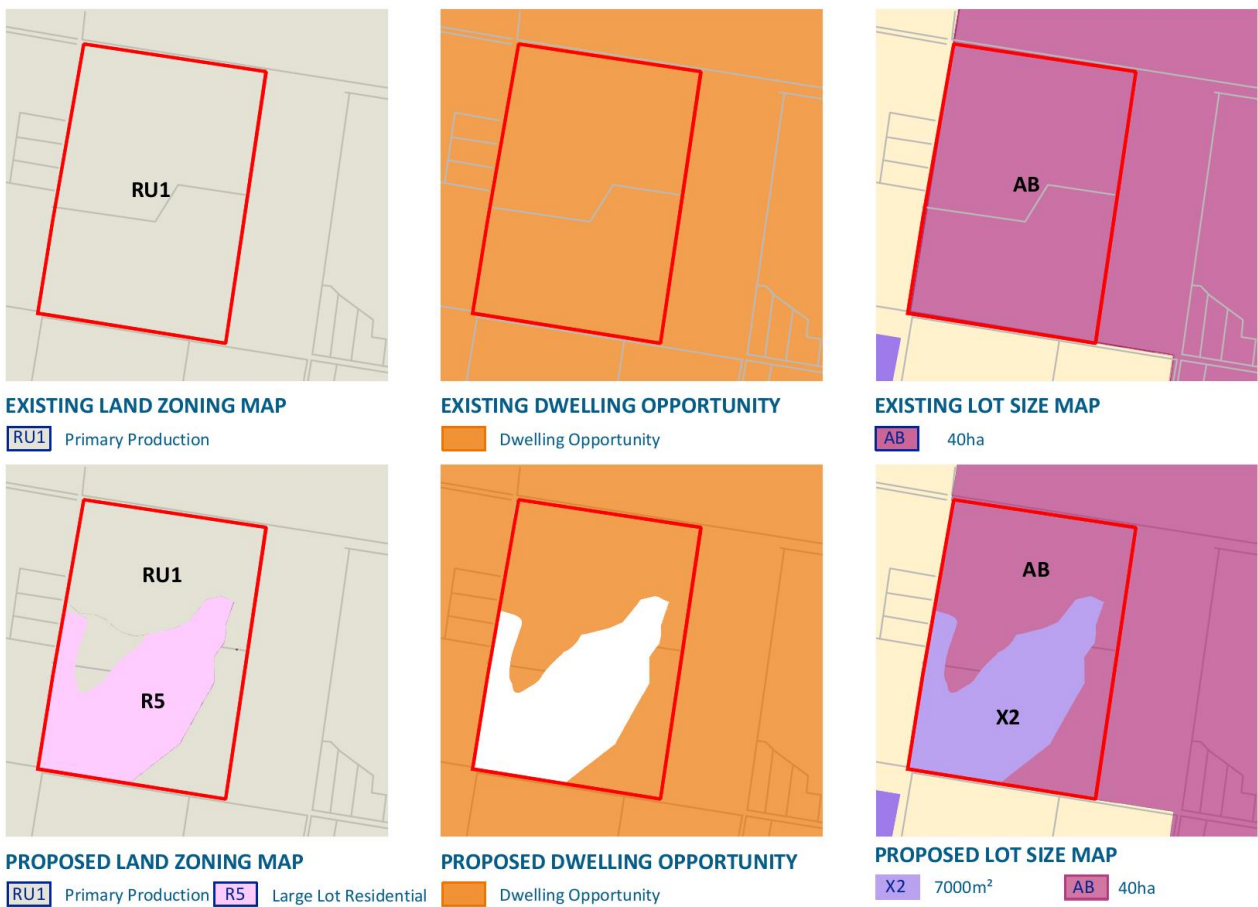 RU1
AB
EXISTING LAND ZONING MAP
EXISTING DWELLING OPPORTUNITY
EXISTING LOT SIZE MAP
RU1 Primary Production
Dwelling Opportunity
AB 40ha
RU1
R5
AB
X2
PROPOSED LAND ZONING MAP
PROPOSED DWELLING OPPORTUNITY
PROPOSED LOT SIZE MAP
RU1 Primary Production R5 Large Lot Residential
Dwelling Opportunity
X2 7000m² AB 40ha